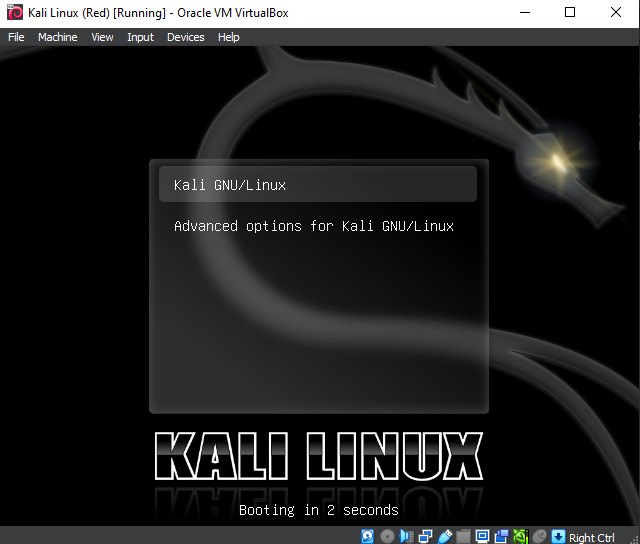 Kali Linux (Red) [Running] - Oracle VM VirtualBox
File Machine View Input Devices Help
Kali GNU/Linux
Advanced options for Kali GNU/Linux
KALI LINUX
Booting in 2 seconds
Right Ctrl